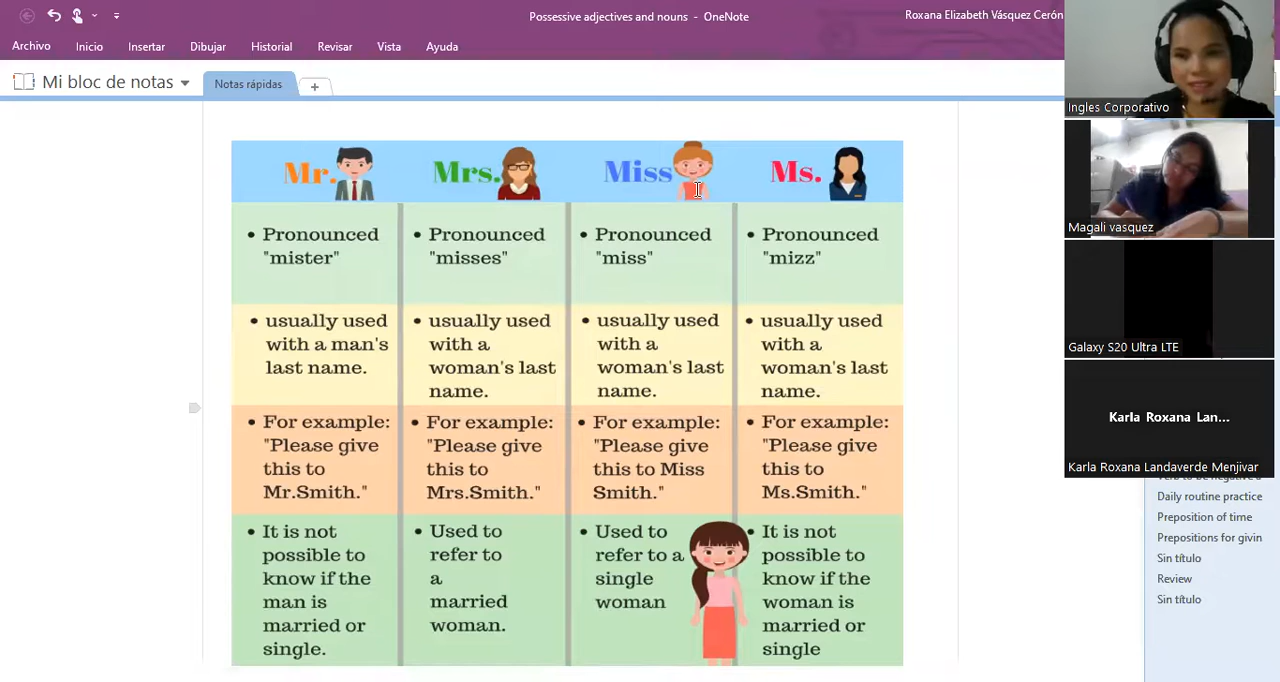 Possessive adjectives and nouns - OneNote
Roxana Elizabeth Vásquez Cerón
Archivo Inicio Insertar Dibujar Historial Revisar Vista Ayuda
Mi bloc de notas
Notas rápidas
+
Mr. Mrs. Miss Ms.
• Pronounced "mister"
• Pronounced "misses"
• Pronounced "miss"
• Pronounced "mizz"
• usually used
with a man's
last name.
• usually used
with a
woman's last
name.
• usually used
with a
woman's last
name.
• usually used
with a
woman's last
name.
• For example:
"Please give
this to
Mr.Smith."
• For example:
"Please give
this to
Mrs.Smith."
• For example:
"Please give
this to Miss
Smith."
• For example:
"Please give
this to
Ms.Smith."
• It is not
possible to
know if the
man is
married or
single.
• Used to
refer to
a
married
woman.
• Used to
refer to a
single
woman
• It is not
possible to
know if the
woman is
married or
single
Ingles Corporativo
Magali vasquez
Galaxy S20 Ultra LTE
Karla Roxana Lan...
Karla Roxana Landaverde Menjivar
Daily routine practice
Preposition of time
Prepositions for givin
Sin título
Review
Sin título